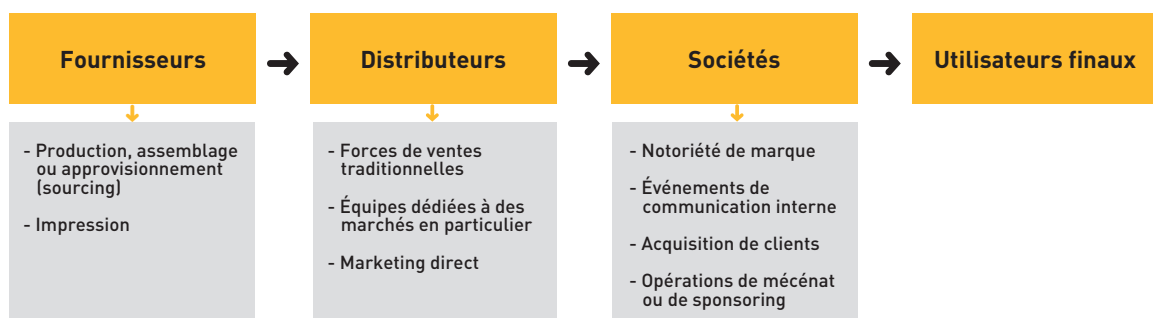 Fournisseurs
Distributeurs
Sociétés
Utilisateurs finaux
- Production, assemblage
ou approvisionnement
(sourcing)
- Impression
- Forces de ventes
traditionnelles
- Équipes dédiées à des
marchés en particulier
- Marketing direct
- Notoriété de marque
- Événements de
communication interne
- Acquisition de clients
- Opérations de mécénat
ou de sponsoring